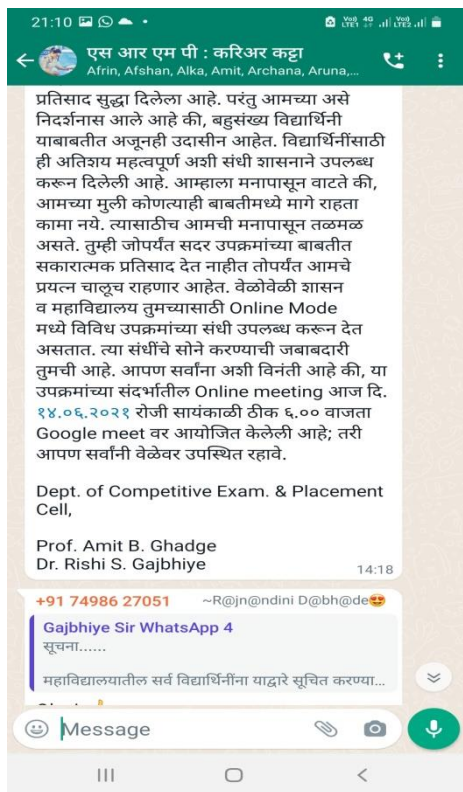 21:10
एस आर एम पी : करिअर कट्टा
Afrin, Afshan, Alka, Amit, Archana, Aruna,...
प्रतिसाद सुद्धा दिलेला आहे. परंतु आमच्या असे
निदर्शनास आले आहे की, बहुसंख्य विद्यार्थिनी
याबाबतीत अजूनही उदासीन आहेत. विद्यार्थिनींसाठी
ही अतिशय महत्वपूर्ण अशी संधी शासनाने उपलब्ध
करून दिलेली आहे. आम्हाला मनापासून वाटते की,
आमच्या मुली कोणत्याही बाबतीमध्ये मागे राहता
कामा नये. त्यासाठीच आमची मनापासून तळमळ
असते. तुम्ही जोपर्यंत सदर उपक्रमांच्या बाबतीत
सकारात्मक प्रतिसाद देत नाहीत तोपर्यंत आमचे
प्रयत्न चालूच राहणार आहेत. वेळोवेळी शासन
व महाविद्यालय तुमच्यासाठी Online Mode
मध्ये विविध उपक्रमांच्या संधी उपलब्ध करून देत
असतात. त्या संधींचे सोने करण्याची जबाबदारी
तुमची आहे. आपण सर्वांना अशी विनंती आहे की, या
उपक्रमांच्या संदर्भातील Online meeting आज दि.
१४.०६.२०२१ रोजी सायंकाळी ठीक ६.०० वाजता
Google meet वर आयोजित केलेली आहे; तरी
आपण सर्वांनी वेळेवर उपस्थित रहावे.
Dept. of Competitive Exam. & Placement
Cell,
Prof. Amit B. Ghadge
Dr. Rishi S. Gajbhiye
14:18
+91 74986 27051 ~R@jn@ndini D@bh@de😍
Gajbhiye Sir WhatsApp 4
सूचना......
महाविद्यालयातील सर्व विद्यार्थिनींना याद्वारे सूचित करण्या...
Message